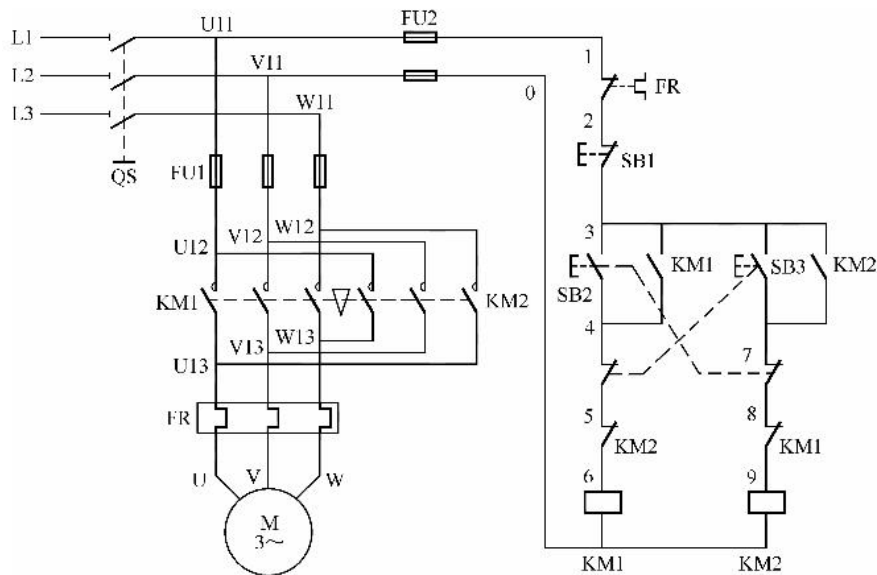 U11
FU2
L1
1
L2
V11
0
FR
L3
W11
2
SB1
QS
FU1
W12
3
V12
U12
KM1
SB3
KM2
SB2
KM1
KM2
4
W13
V13
7
U13
FR
5
8
KM2
KM1
U
V
W
6
9
M
3～
KM1
KM2